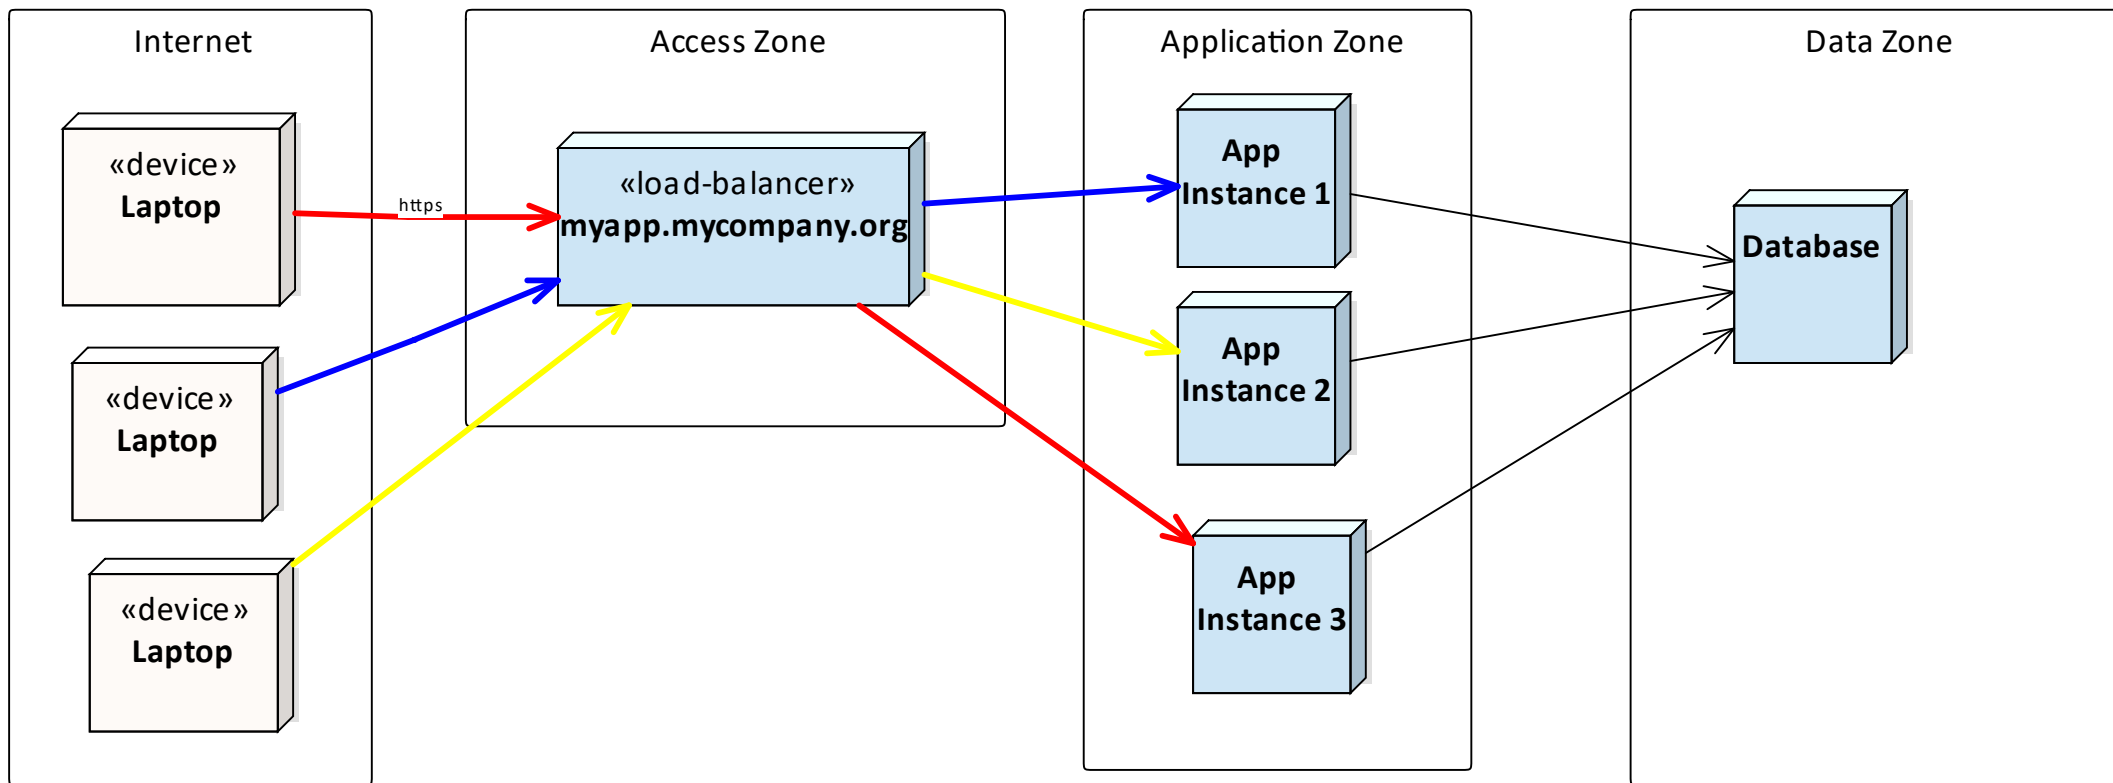 Internet
Access Zone
Application Zone
Data Zone
«device»
Laptop
https
«load-balancer»
myapp.mycompany.org
App
Instance 1
Database
«device»
Laptop
App
Instance 2
«device»
Laptop
App
Instance 3